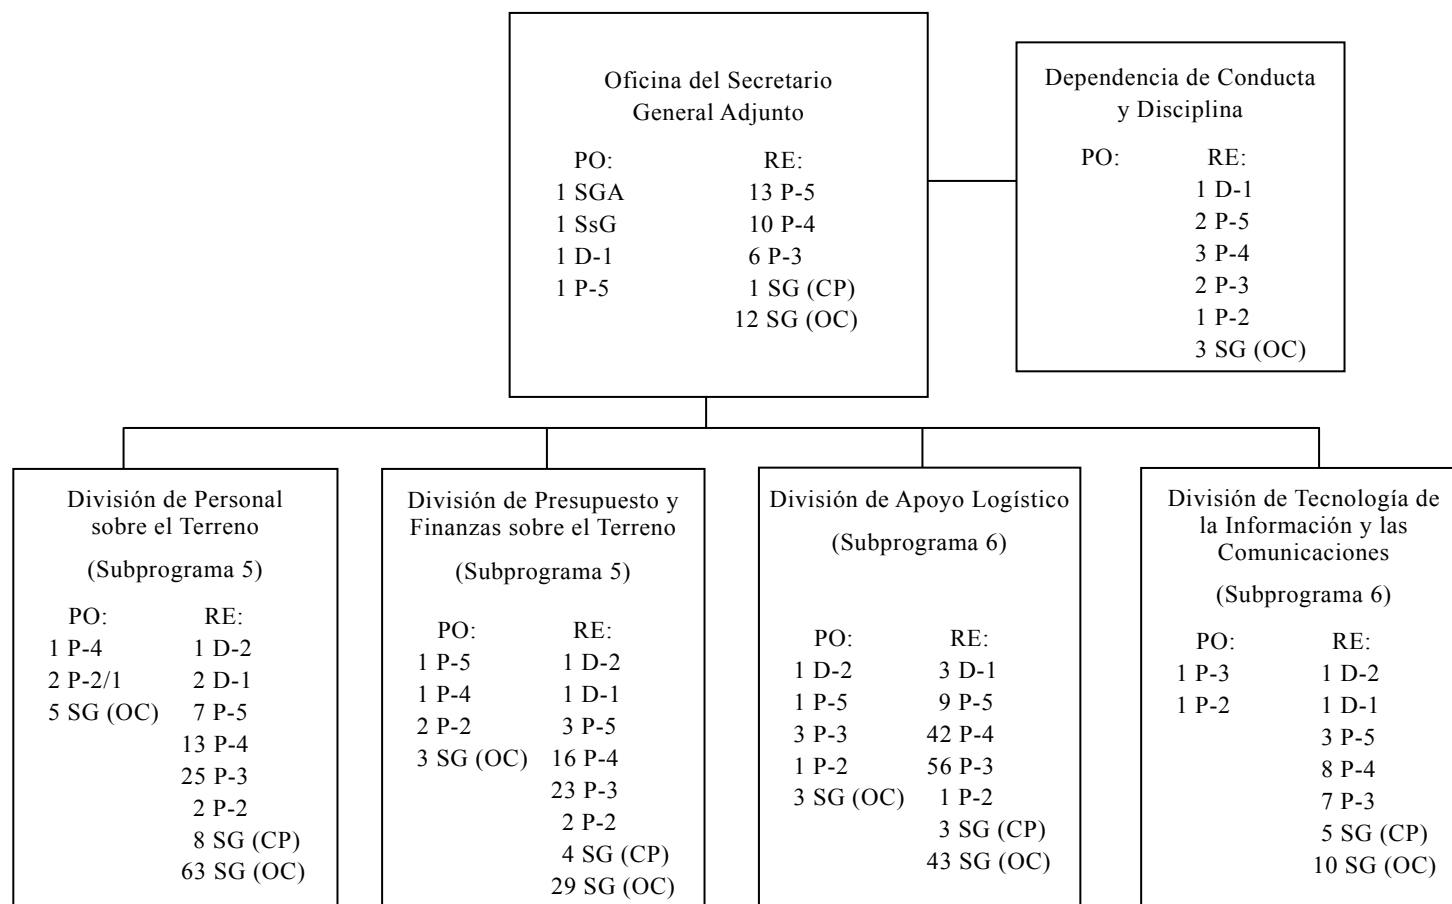 Oficina del Secretario
General Adjunto
PO: RE:
1 SGA 13 P-5
1 SsG 10 P-4
1 D-1 6 P-3
1 P-5 1 SG (CP)
12 SG (OC)
Dependencia de Conducta
y Disciplina
PO: RE:
1 D-1
2 P-5
3 P-4
2 P-3
1 P-2
3 SG (OC)
División de Personal
sobre el Terreno
(Subprograma 5)
PO: RE:
1 P-4 1 D-2
2 P-2/1 2 D-1
5 SG (OC) 7 P-5
13 P-4
25 P-3
2 P-2
8 SG (CP)
63 SG (OC)
División de Presupuesto y
Finanzas sobre el Terreno
(Subprograma 5)
PO: RE:
1 P-5 1 D-2
1 P-4 1 D-1
2 P-2 3 P-5
3 SG (OC) 16 P-4
23 P-3
2 P-2
4 SG (CP)
29 SG (OC)
División de Apoyo Logístico
(Subprograma 6)
PO: RE:
1 D-2 3 D-1
1 P-5 9 P-5
3 P-3 42 P-4
1 P-2 56 P-3
3 SG (OC) 1 P-2
3 SG (CP)
43 SG (OC)
División de Tecnología de
la Información y las
Comunicaciones
(Subprograma 6)
PO: RE:
1 P-3 1 D-2
1 P-2 1 D-1
3 P-5
8 P-4
7 P-3
5 SG (CP)
10 SG (OC)